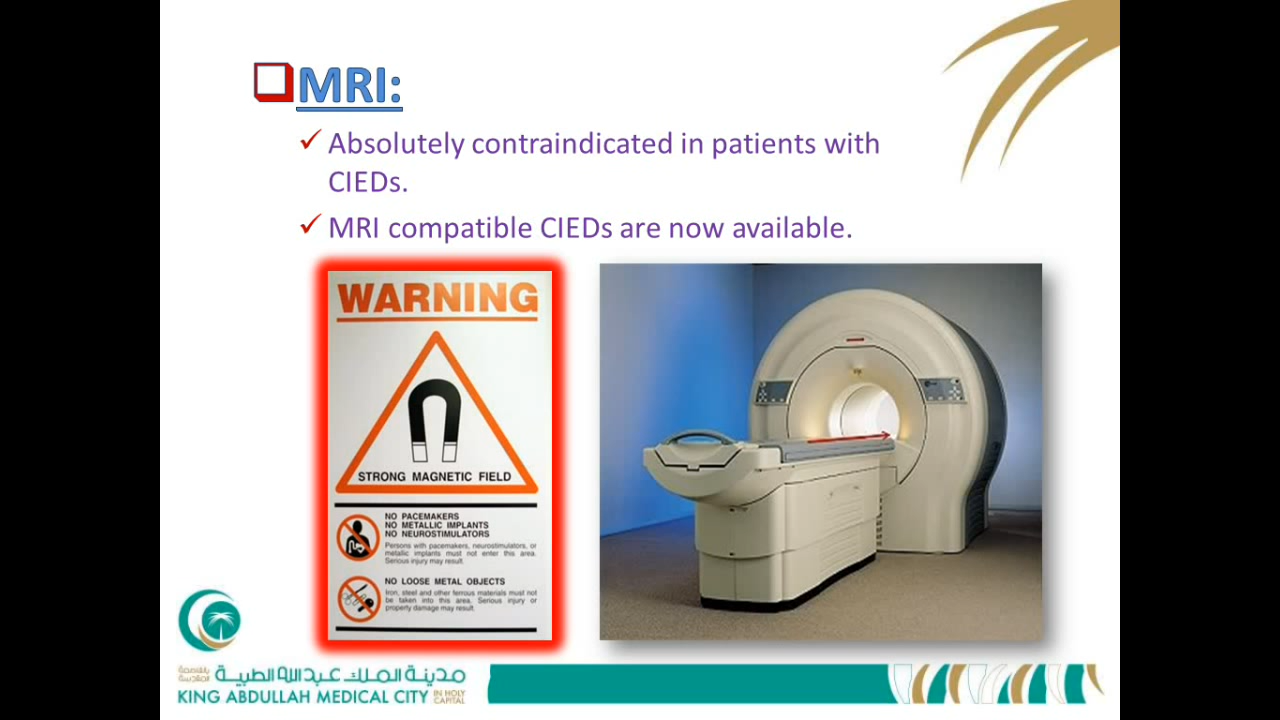 MRI:
Absolutely contraindicated in patients with
CIEDs.
MRI compatible CIEDs are now available.
WARNING
STRONG MAGNETIC FIELD
NO PACEMAKERS
NO METALLIC IMPLANTS
NO NEUROSTIMULATORS
Persons with pacemakers, neurostimulators, or
metallic implants must not enter this area.
Serious injury may result.
NO LOOSE METAL OBJECTS
Iron, steel and other ferrous materials must not
be taken into this area. Serious injury or
property damage may result.
مدينة الملك عبدالله الطبية
بالعاصمة
المقدسة
KING ABDULLAH MEDICAL CITY IN HOLY
CAPITAL